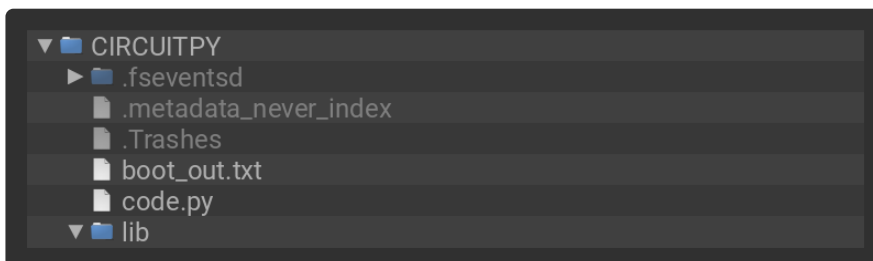 CIRCUITPY
.fseventsd
.metadata_never_index
.Trashes
boot_out.txt
code.py
lib